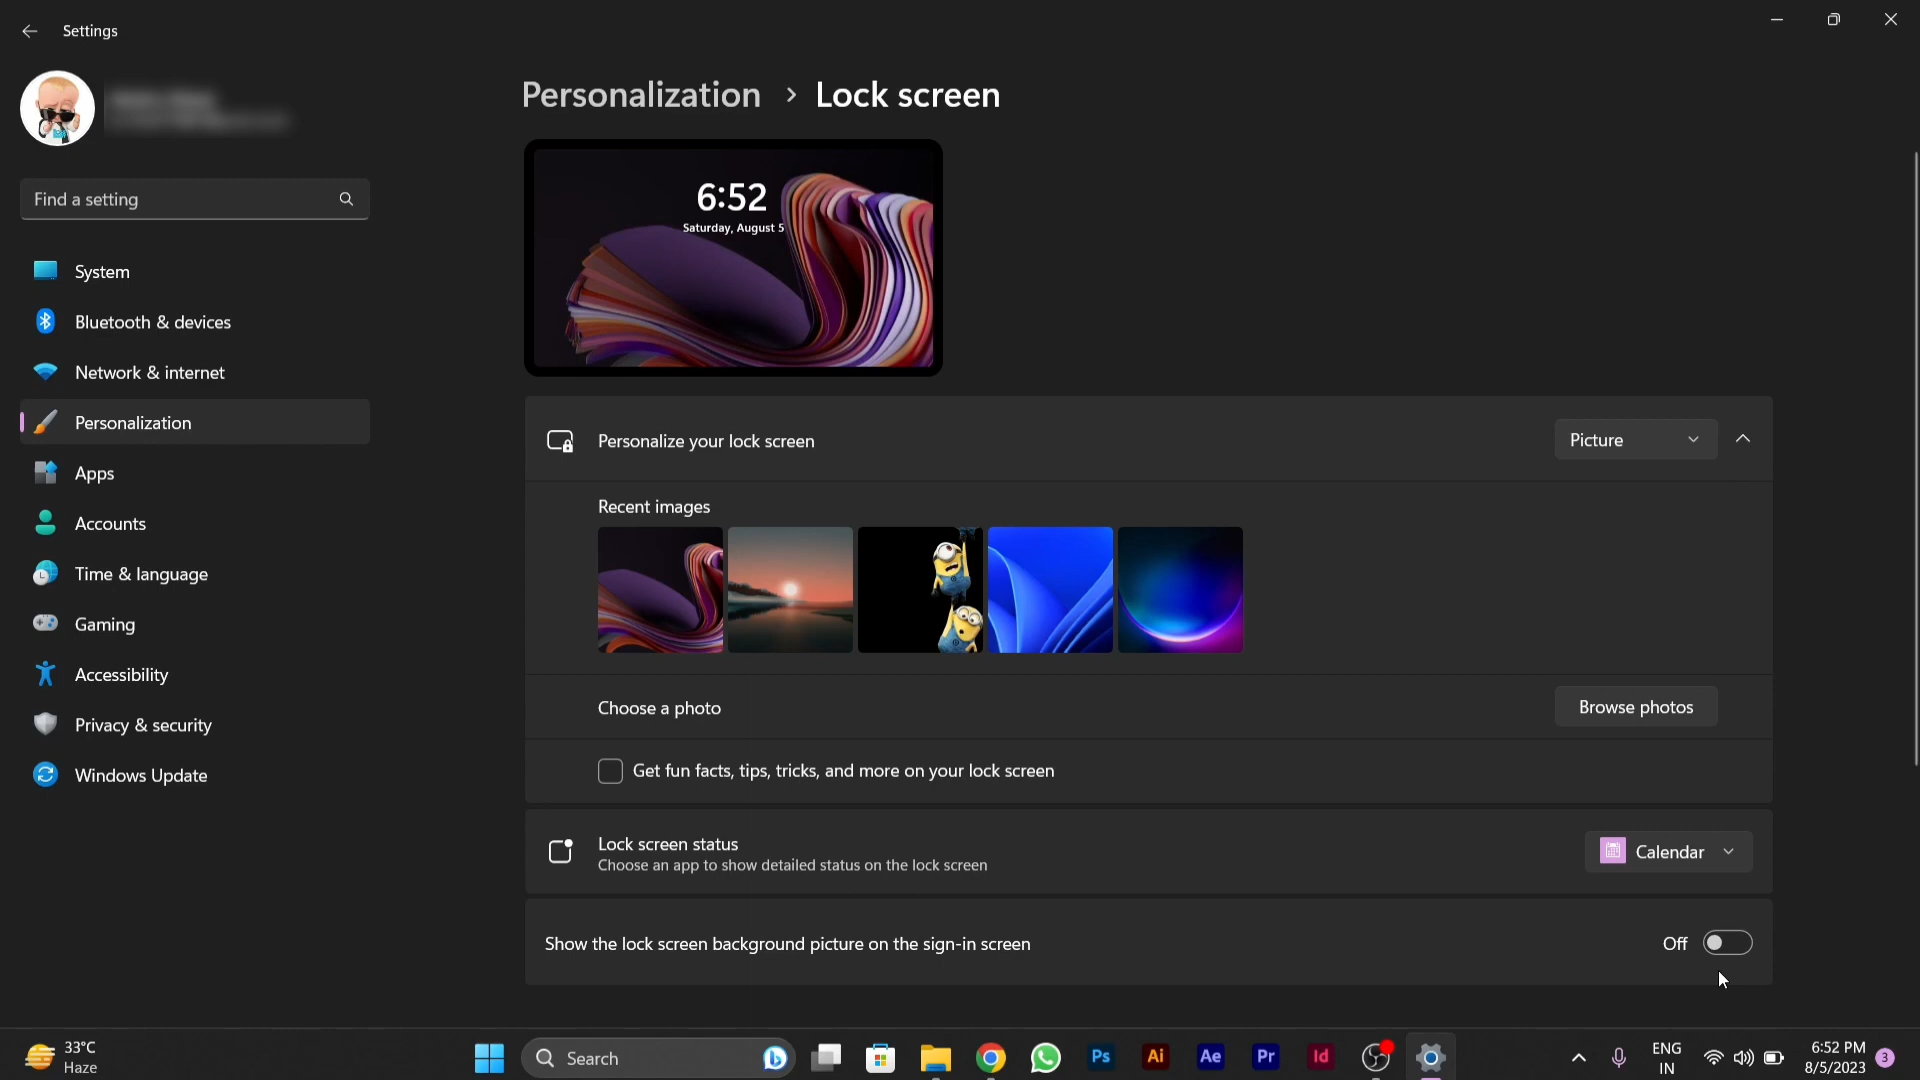 Settings
Personalization > Lock screen
Find a setting
System
Bluetooth & devices
Network & internet
Personalization
Apps
Accounts
Time & language
Gaming
Accessibility
Privacy & security
Windows Update
6:52
Saturday, August 5
Personalize your lock screen
Picture
Recent images
Choose a photo
Browse photos
Get fun facts, tips, tricks, and more on your lock screen
Lock screen status
Choose an app to show detailed status on the lock screen
Calendar
Show the lock screen background picture on the sign-in screen
Off
33°C
Haze
Search
Ps
Ai
Ae
Pr
Id
ENG
IN
6:52 PM
8/5/2023
3